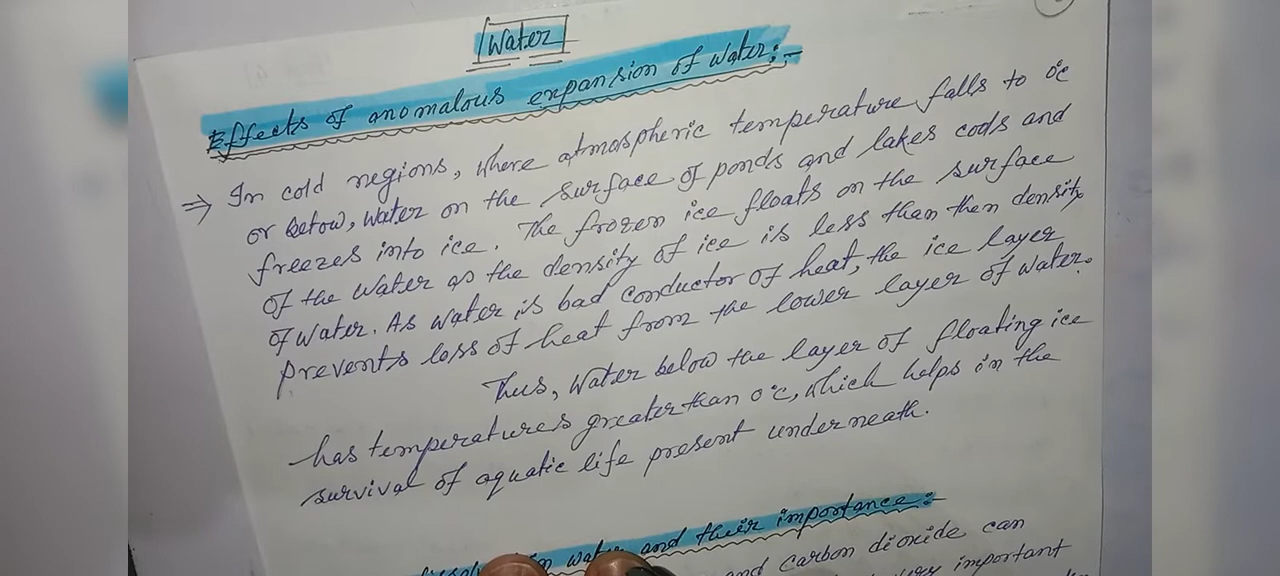 Water
Effects of anomalous expansion of water:-
⇒ In cold regions, where atmospheric temperature falls to 0°C
or below, water on the surface of ponds and lakes cools and
freezes into ice. The frozen ice floats on the surface
of the water as the density of ice is less than then density
of water. As water is bad conductor of heat, the ice layer
prevents loss of heat from the lower layer of water.
Thus, water below the layer of floating ice
has temperatures greater than 0°C, which helps in the
survival of aquatic life present underneath.
in water and their importance:-
and carbon dioxide can
very important